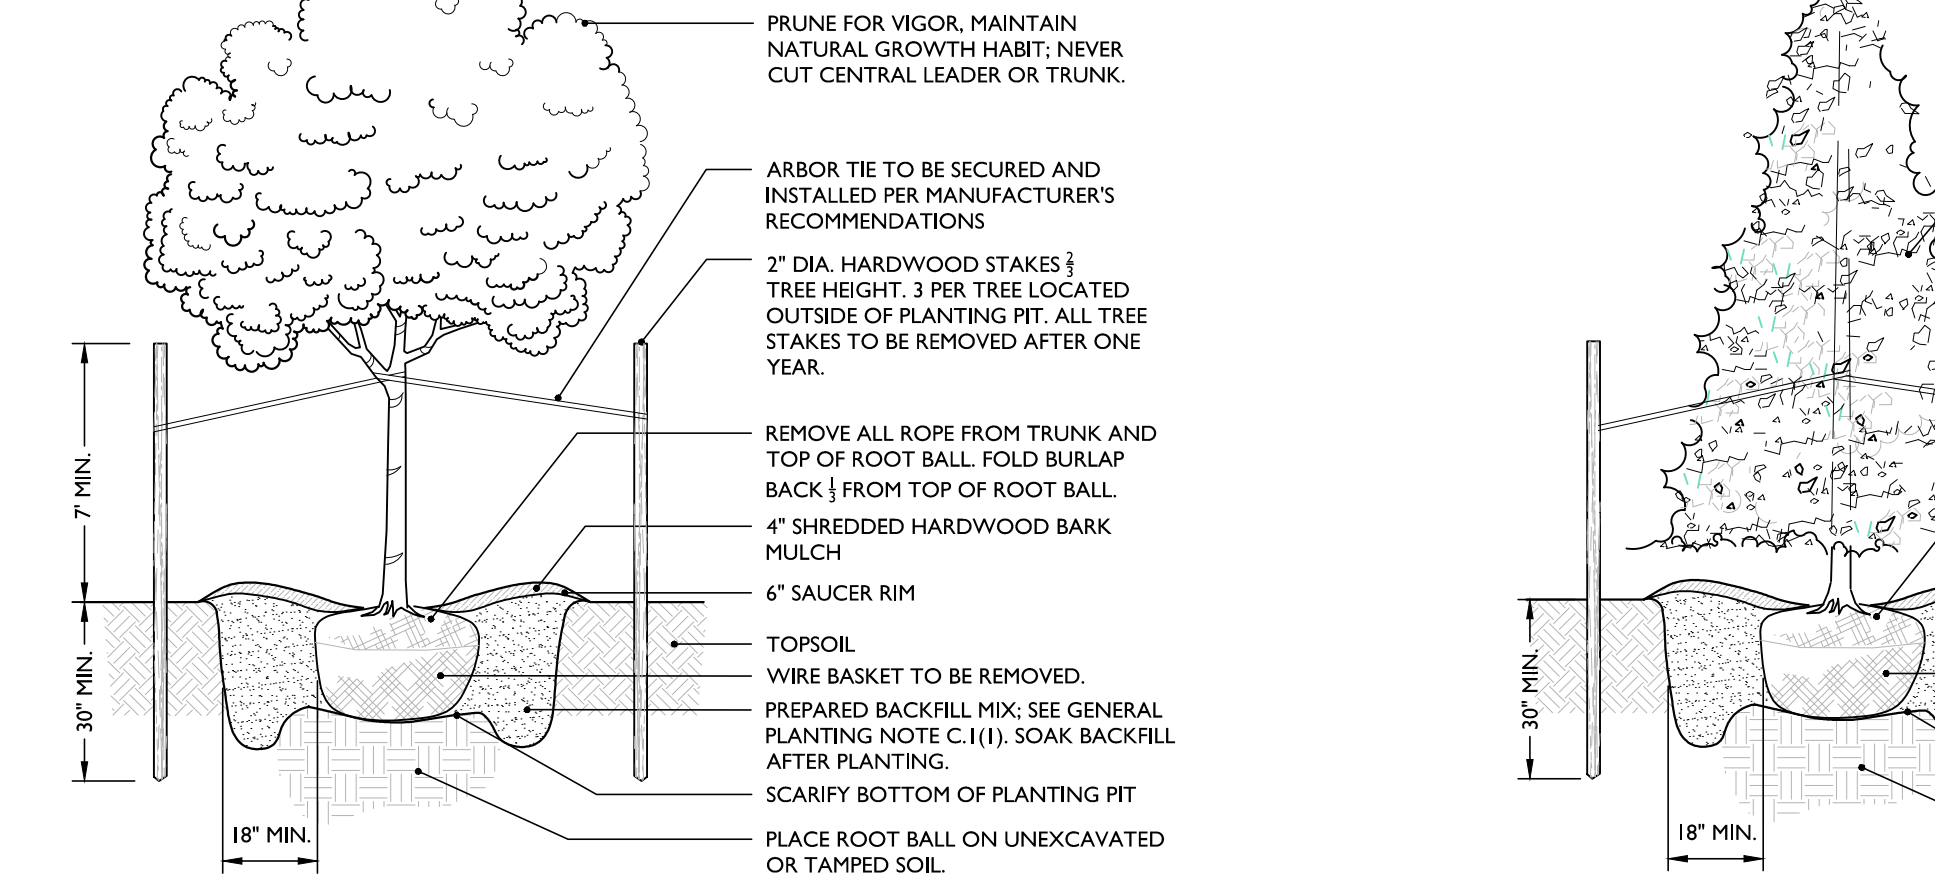 PRUNE FOR VIGOR, MAINTAIN
NATURAL GROWTH HABIT; NEVER
CUT CENTRAL LEADER OR TRUNK.
ARBOR TIE TO BE SECURED AND
INSTALLED PER MANUFACTURER'S
RECOMMENDATIONS
2" DIA. HARDWOOD STAKES 2/3
TREE HEIGHT. 3 PER TREE LOCATED
OUTSIDE OF PLANTING PIT. ALL TREE
STAKES TO BE REMOVED AFTER ONE
YEAR.
REMOVE ALL ROPE FROM TRUNK AND
TOP OF ROOT BALL. FOLD BURLAP
BACK 1/3 FROM TOP OF ROOT BALL.
4" SHREDDED HARDWOOD BARK
MULCH
6" SAUCER RIM
TOPSOIL
WIRE BASKET TO BE REMOVED.
PREPARED BACKFILL MIX; SEE GENERAL
PLANTING NOTE C.1(1). SOAK BACKFILL
AFTER PLANTING.
SCARIFY BOTTOM OF PLANTING PIT
PLACE ROOT BALL ON UNEXCAVATED
OR TAMPED SOIL.
7' MIN.
30" MIN.
18" MIN.
30" MIN.
18" MIN.